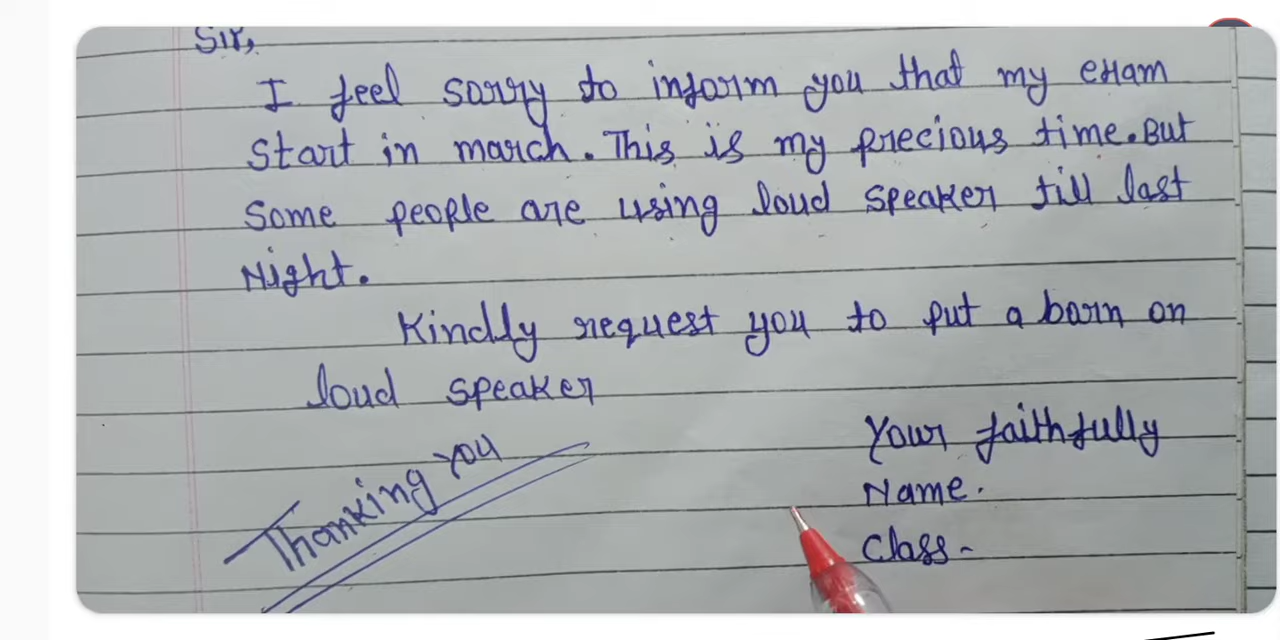 Sir,
I feel sorry to inform you that my exam
Start in march. This is my precious time. But
Some people are using loud speaker till last
Night.
Kindly request you to put a barn on
loud speaker
Thanking you
Your faithfully
Name.
Class-